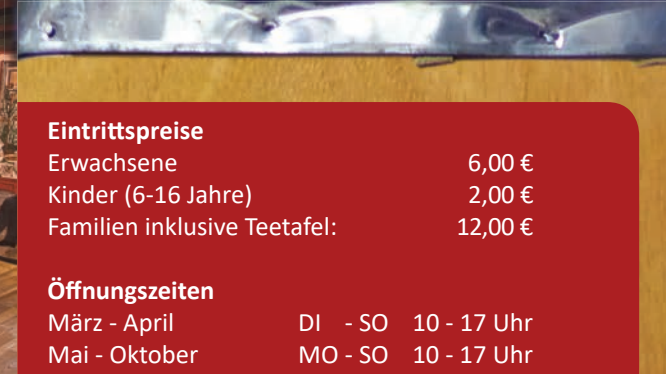 Eintrittspreise
Erwachsene 6,00 €
Kinder (6-16 Jahre) 2,00 €
Familien inklusive Teetafel: 12,00 €
Öffnungszeiten
März - April DI - SO 10 - 17 Uhr
Mai - Oktober MO - SO 10 - 17 Uhr